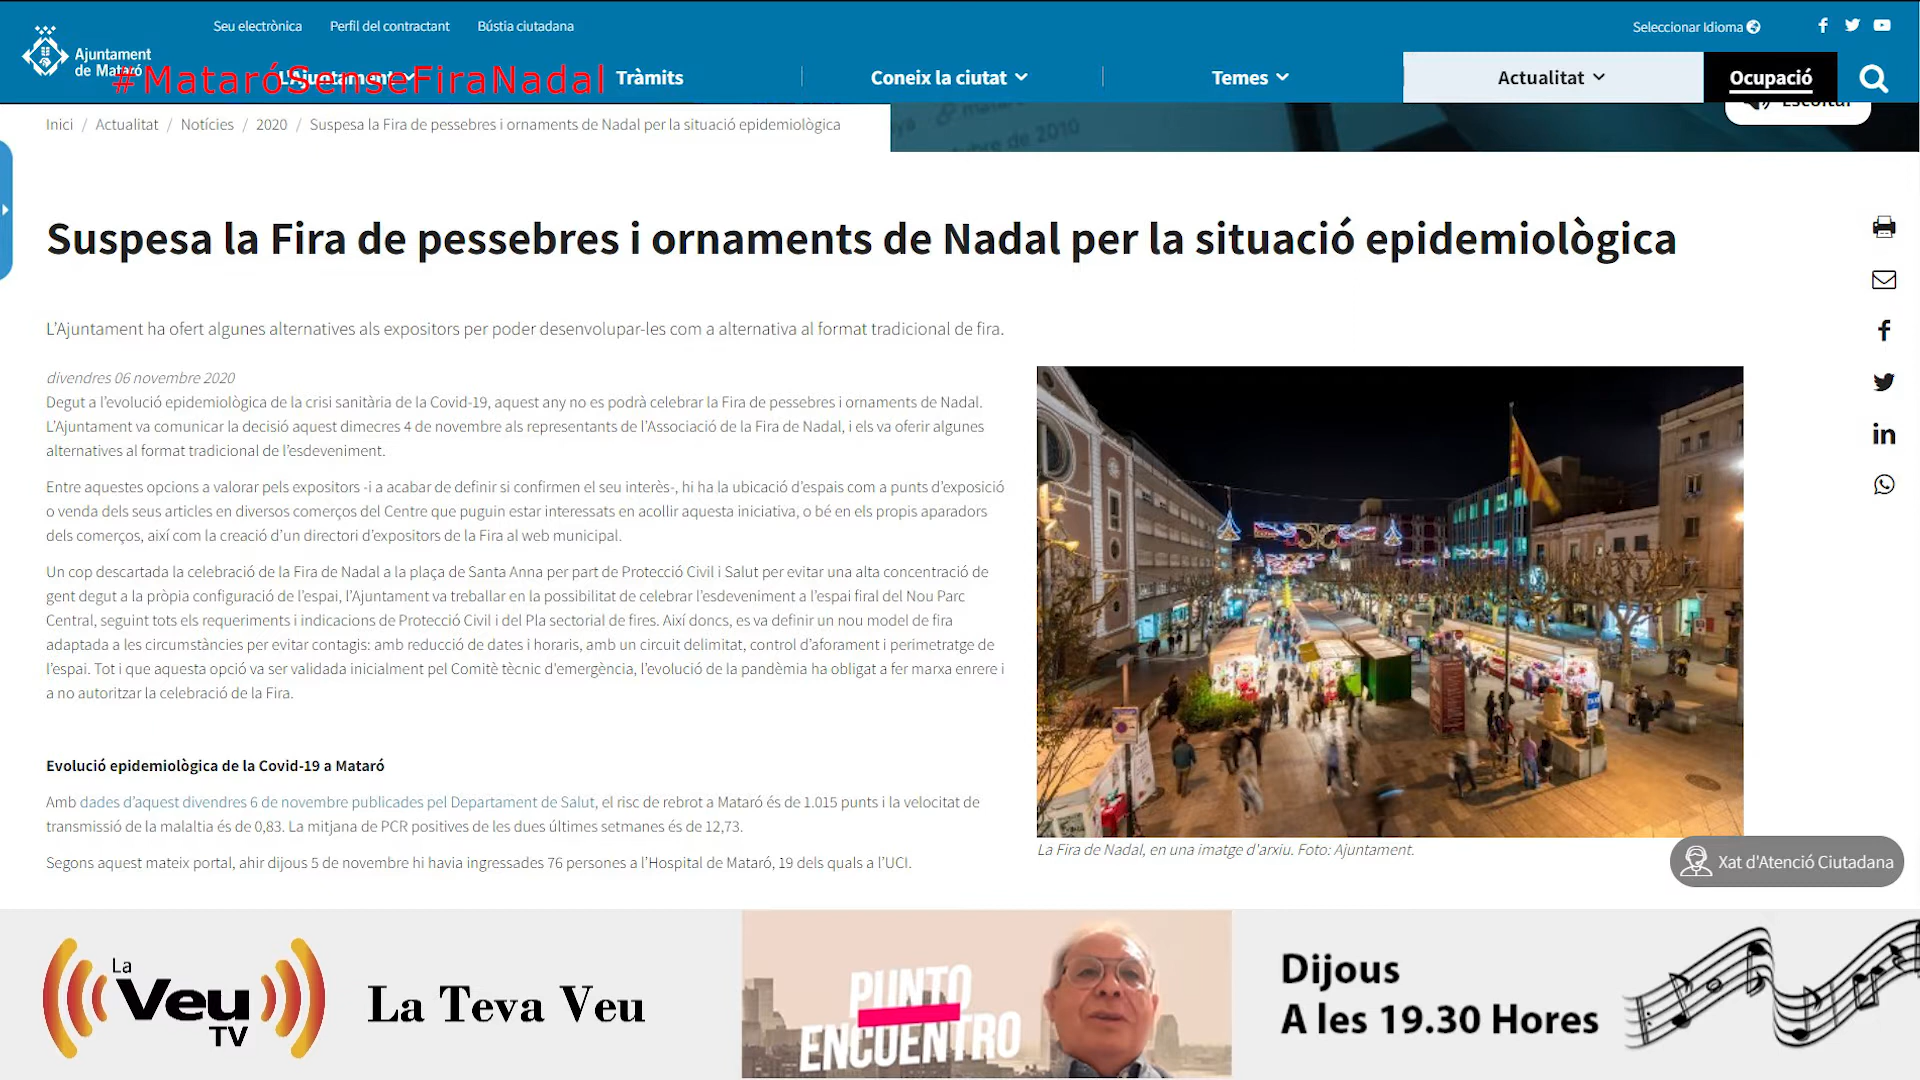 Seu electrònica Perfil del contractant Bústia ciutadana
Seleccionar Idioma
Ajuntament
de Mataró
#MataróSenseFiraNadal
L'Ajuntament Tràmits Coneix la ciutat Temes Actualitat Ocupació
Escoltar
Inici / Actualitat / Notícies / 2020 / Suspesa la Fira de pessebres i ornaments de Nadal per la situació epidemiològica
Suspesa la Fira de pessebres i ornaments de Nadal per la situació epidemiològica
L'Ajuntament ha ofert algunes alternatives als expositors per poder desenvolupar-les com a alternativa al format tradicional de fira.
divendres 06 novembre 2020
Degut a l'evolució epidemiològica de la crisi sanitària de la Covid-19, aquest any no es podrà celebrar la Fira de pessebres i ornaments de Nadal.
L'Ajuntament va comunicar la decisió aquest dimecres 4 de novembre als representants de l'Associació de la Fira de Nadal, i els va oferir algunes
alternatives al format tradicional de l'esdeveniment.
Entre aquestes opcions a valorar pels expositors -i a acabar de definir si confirmen el seu interès-, hi ha la ubicació d'espais com a punts d'exposició
o venda dels seus articles en diversos comerços del Centre que puguin estar interessats en acollir aquesta iniciativa, o bé en els propis aparadors
dels comerços, així com la creació d'un directori d'expositors de la Fira al web municipal.
Un cop descartada la celebració de la Fira de Nadal a la plaça de Santa Anna per part de Protecció Civil i Salut per evitar una alta concentració de
gent degut a la pròpia configuració de l'espai, l'Ajuntament va treballar en la possibilitat de celebrar l'esdeveniment a l'espai firal del Nou Parc
Central, seguint tots els requeriments i indicacions de Protecció Civil i del Pla sectorial de fires. Així doncs, es va definir un nou model de fira
adaptada a les circumstàncies per evitar contagis: amb reducció de dates i horaris, amb un circuit delimitat, control d'aforament i perimetratge de
l'espai. Tot i que aquesta opció va ser validada inicialment pel Comitè tècnic d'emergència, l'evolució de la pandèmia ha obligat a fer marxa enrere i
a no autoritzar la celebració de la Fira.
Evolució epidemiològica de la Covid-19 a Mataró
Amb dades d'aquest divendres 6 de novembre publicades pel Departament de Salut, el risc de rebrot a Mataró és de 1.015 punts i la velocitat de
transmissió de la malaltia és de 0,83. La mitjana de PCR positives de les dues últimes setmanes és de 12,73.
Segons aquest mateix portal, ahir dijous 5 de novembre hi havia ingressades 76 persones a l'Hospital de Mataró, 19 dels quals a l'UCI.
La Fira de Nadal, en una imatge d'arxiu. Foto: Ajuntament.
Xat d'Atenció Ciutadana
La
Veu
TV
La Teva Veu
PUNTO
ENCUENTRO
Dijous
A les 19.30 Hores